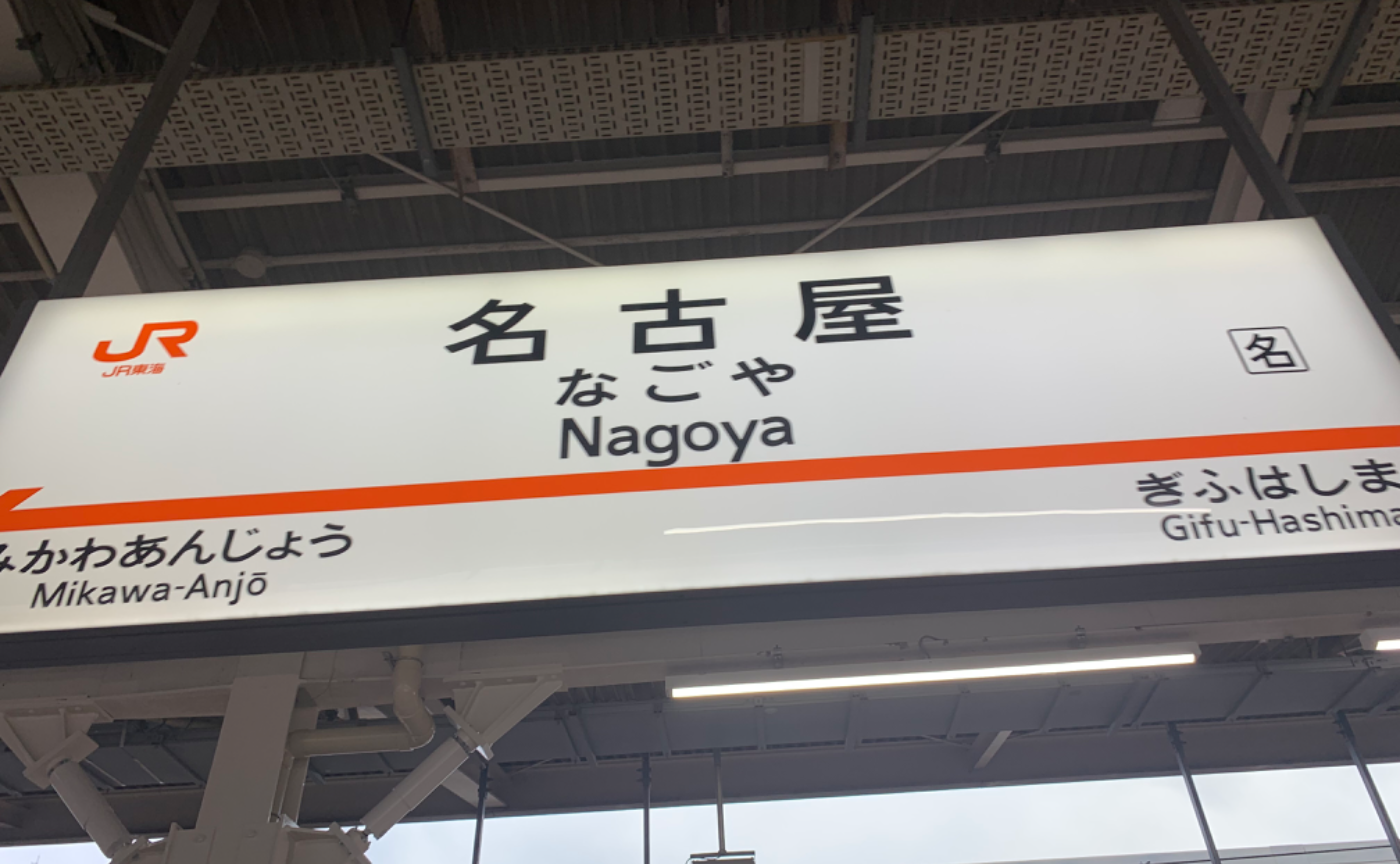 JR
JR東海
名古屋
なごや
Nagoya
名
みかわあんじょう
Mikawa-Anjō
ぎふはしま
Gifu-Hashima